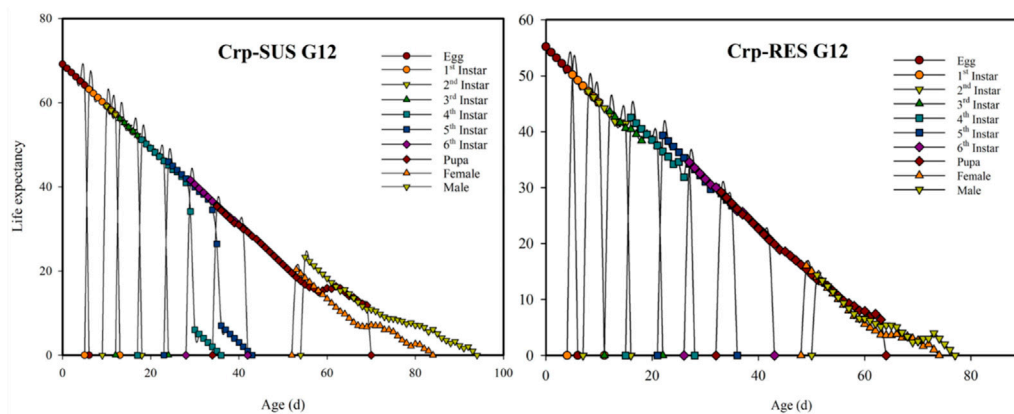 Crp-SUS G12
Egg
1st Instar
2nd Instar
3rd Instar
4th Instar
5th Instar
6th Instar
Pupa
Female
Male
Life expectancy
80
60
40
20
0
0 20 40 60 80 100
Age (d)
Crp-RES G12
Egg
1st Instar
2nd Instar
3rd Instar
4th Instar
5th Instar
6th Instar
Pupa
Female
Male
60
50
40
30
20
10
0
0 20 40 60 80
Age (d)